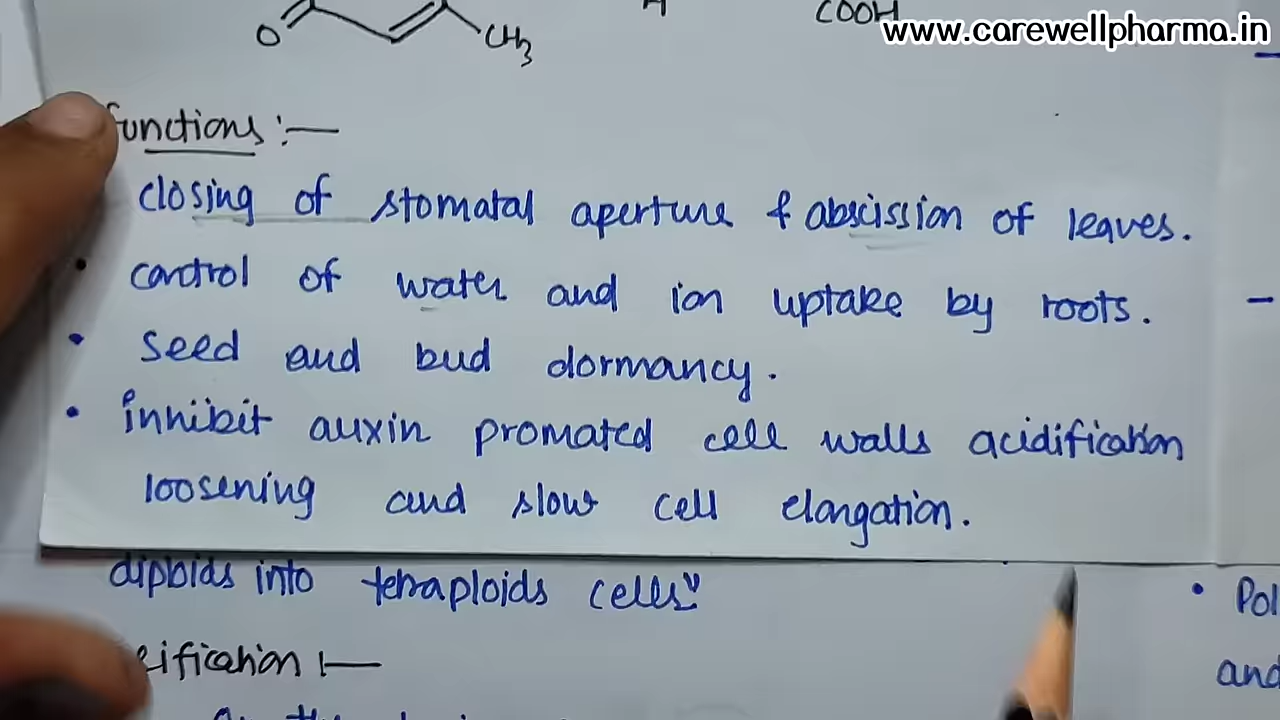 COOH
www.carewellpharma.in
O
CH3
functions :—
closing of stomatal aperture & abscission of leaves.
• control of water and ion uptake by roots.
• seed and bud dormancy.
• inhibit auxin promated cell walls acidification
loosening and slow cell elongation.
diploids into tetraploids cells"
ification :—
• Pol
and